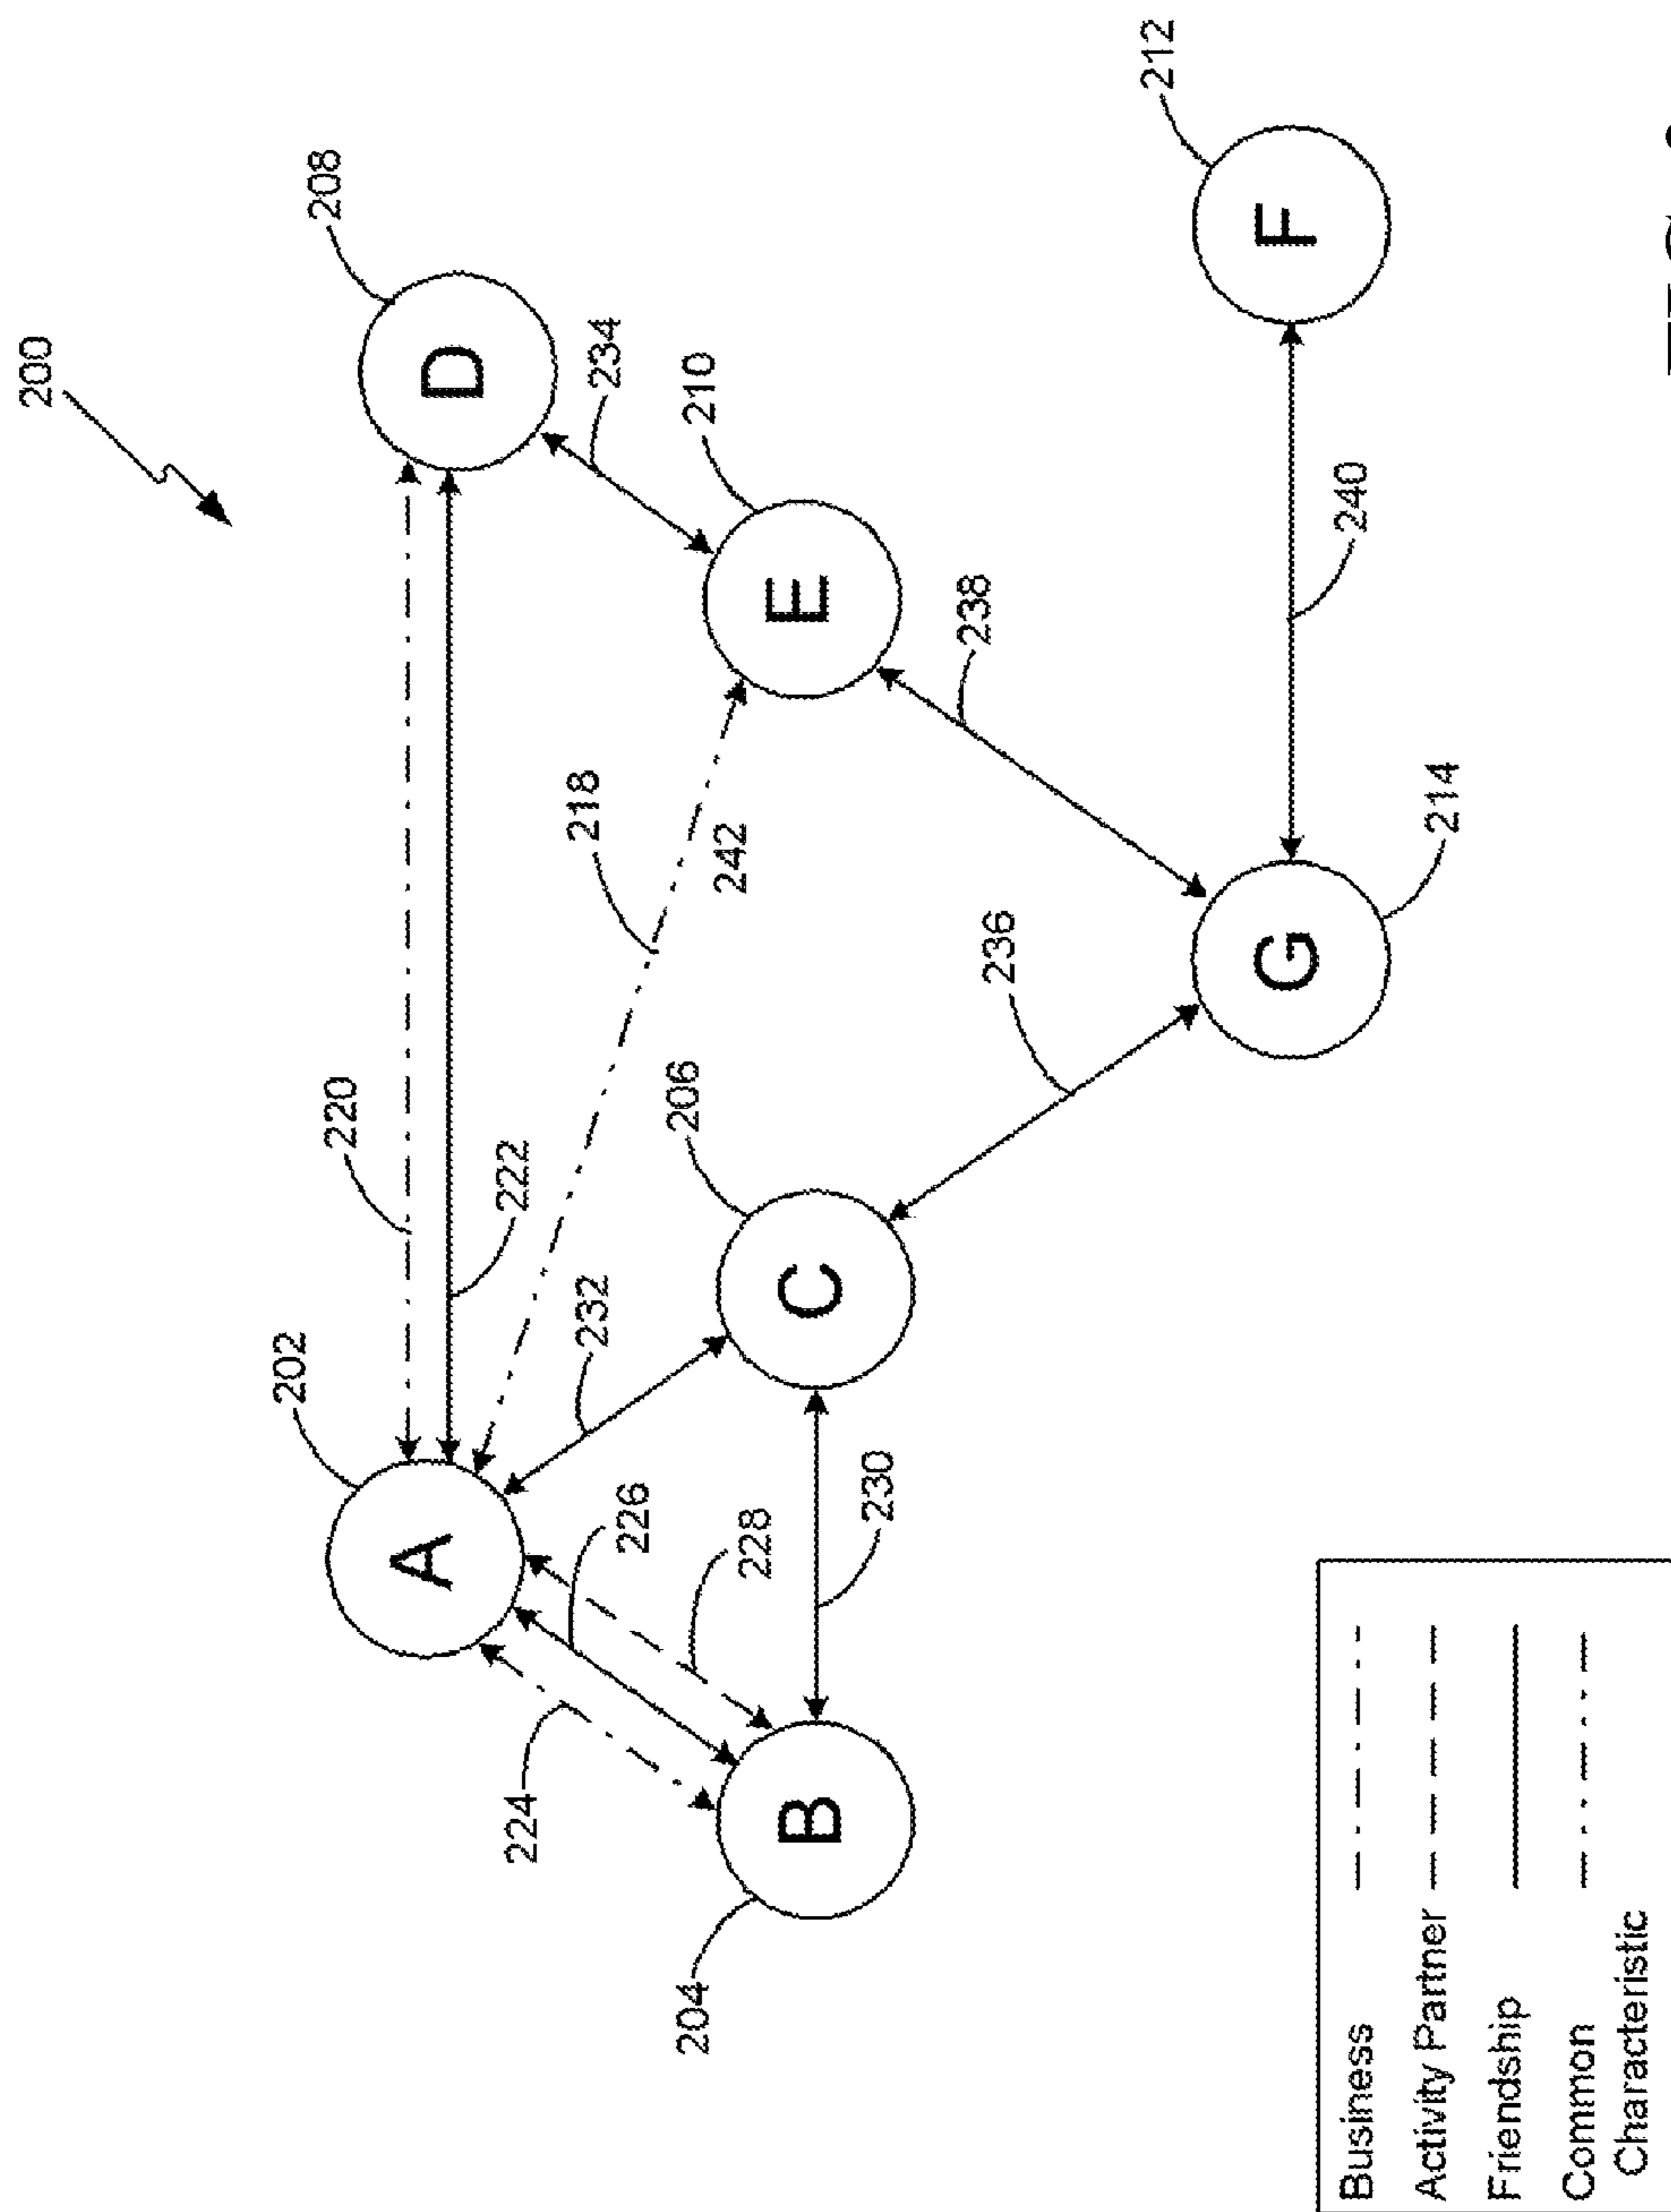 200
202
220
222
208
D
234
A
218
210
E
242
232
206
C
226
228
224
230
B
204
236
238
G
214
240
212
F
Business
Activity Partner
Friendship
Common
Characteristic